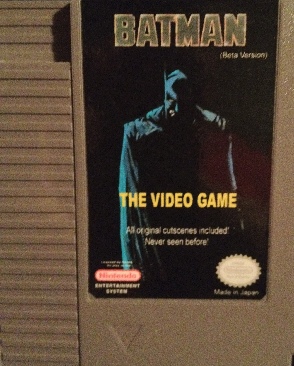 BATMAN
(Beta Version)
THE VIDEO GAME
'All original cutscenes included'
'Never seen before'
Nintendo
ENTERTAINMENT
SYSTEM
Made in Japan